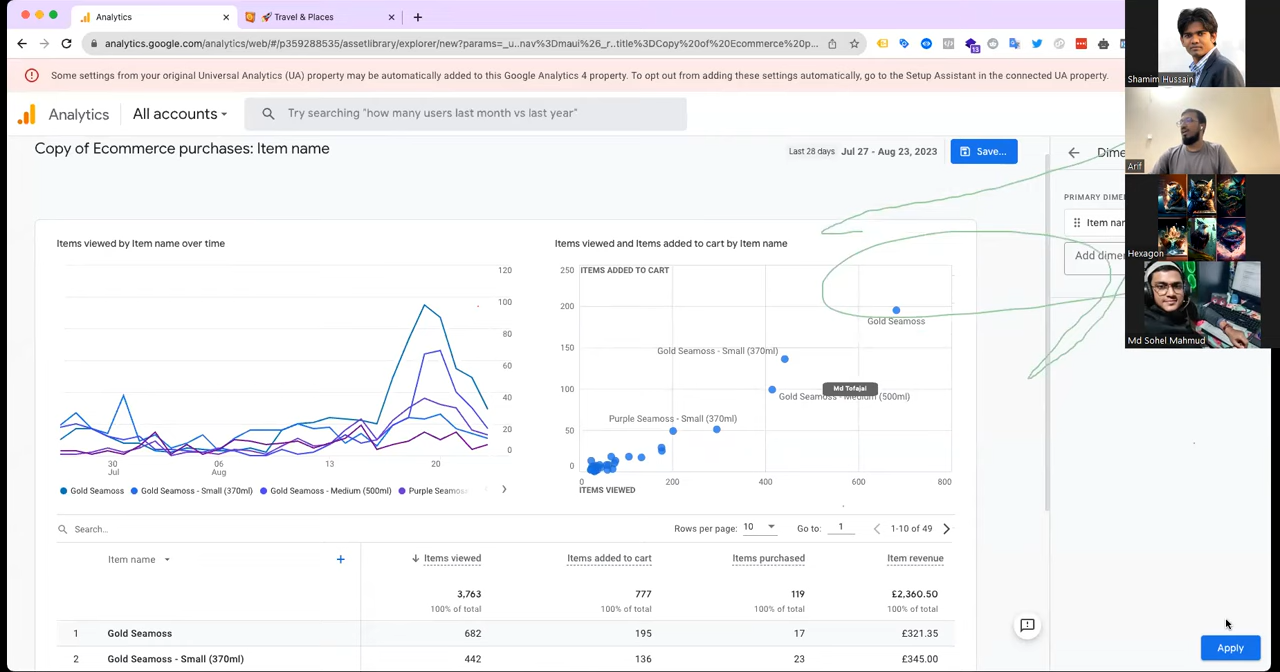 Analytics
Travel & Places
analytics.google.com/analytics/web/#/p359288535/assetlibrary/explorer/new?params=_u..nav%3Dmaui%26_r..title%3DCopy%20of%20Ecommerce%20p...
13
Some settings from your original Universal Analytics (UA) property may be automatically added to this Google Analytics 4 property. To opt out from adding these settings automatically, go to the Setup Assistant in the connected UA property.
Analytics
All accounts
Try searching "how many users last month vs last year"
Shamim Hussain
Arif
Hexagon
Md Sohel Mahmud
Copy of Ecommerce purchases: Item name
Last 28 days Jul 27 - Aug 23, 2023
Save...
Dime
PRIMARY DIME
Item nar
Add dime
Items viewed by Item name over time
120
100
80
60
40
20
0
30 Jul
06 Aug
13
20
Gold Seamoss
Gold Seamoss - Small (370ml)
Gold Seamoss - Medium (500ml)
Purple Seamoss
Items viewed and Items added to cart by Item name
ITEMS ADDED TO CART
250
200
150
100
50
0
Gold Seamoss
Gold Seamoss - Small (370ml)
Md Tofajal
Gold Seamoss - Medium (500ml)
Purple Seamoss - Small (370ml)
0 200 400 600 800
ITEMS VIEWED
Search...
Rows per page: 10
Go to: 1
1-10 of 49
Item name
Items viewed Items added to cart Items purchased Item revenue
3,763 777 119 £2,360.50
100% of total 100% of total 100% of total 100% of total
1 Gold Seamoss 682 195 17 £321.35
2 Gold Seamoss - Small (370ml) 442 136 23 £345.00
Apply